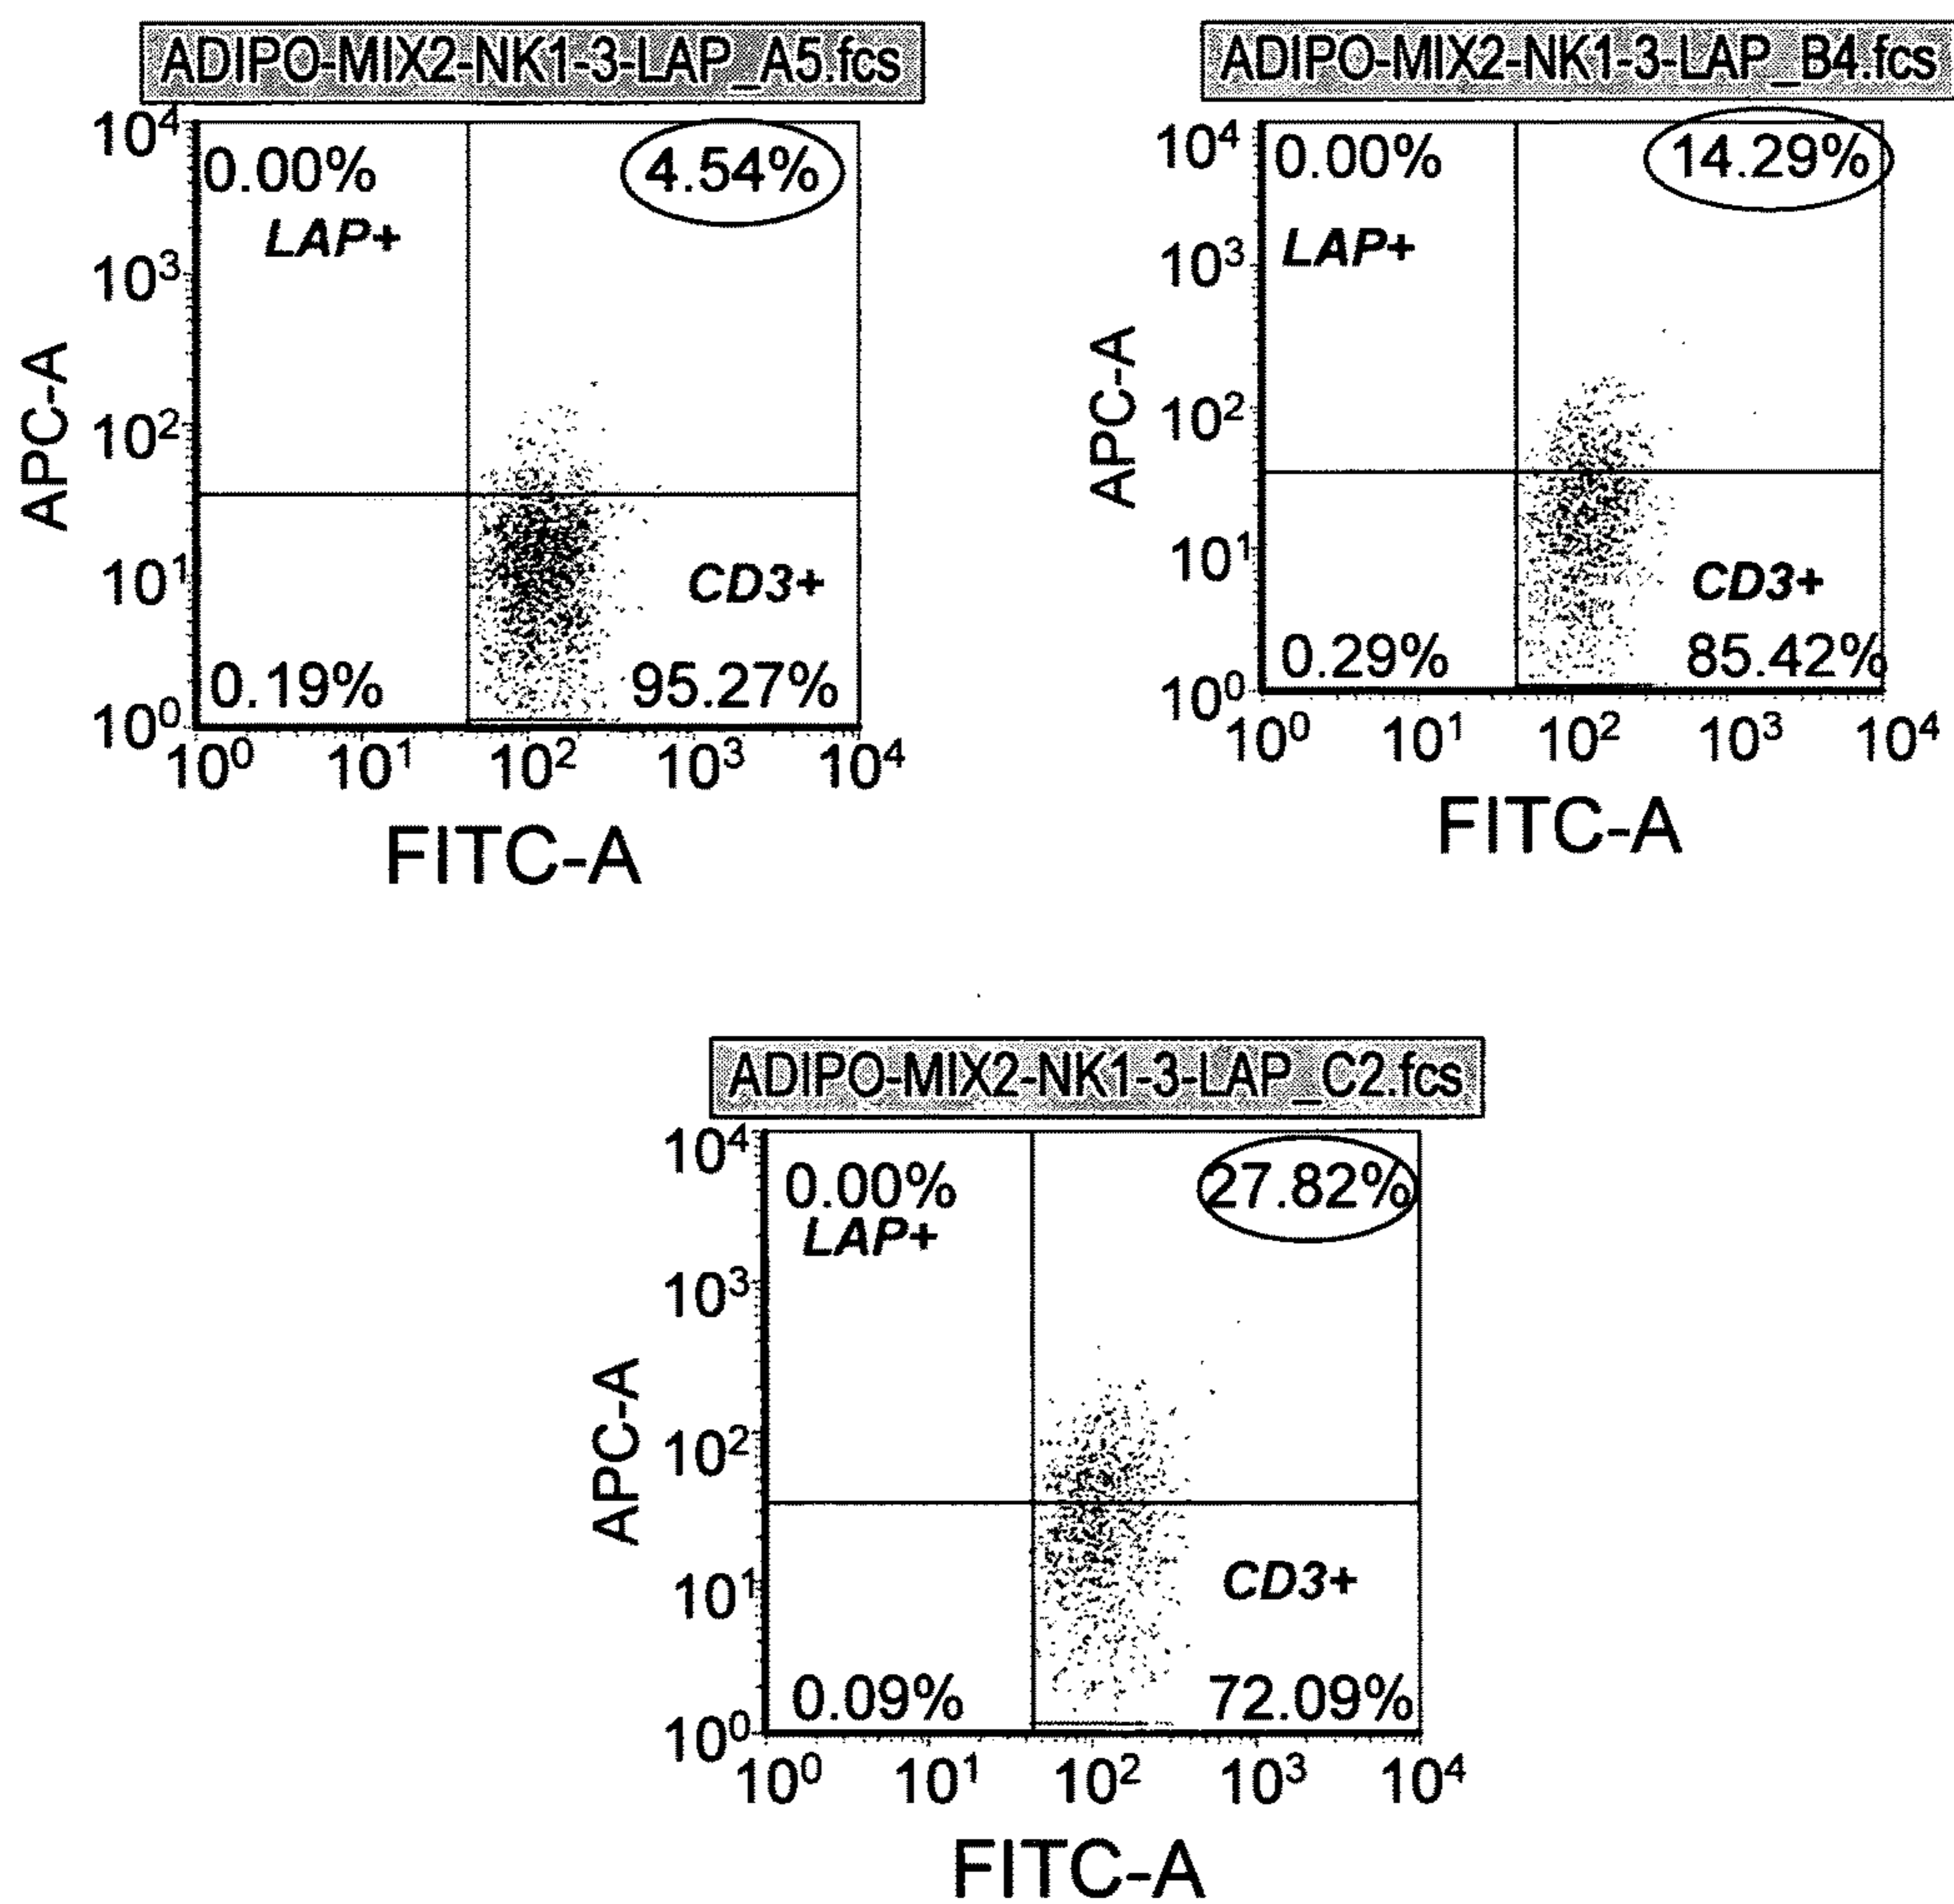 ADIPO-MIX2-NK1-3-LAP_A5.fcs
10⁴
0.00%
4.54%
LAP+
10³
APC-A
10²
10¹
CD3+
0.19%
95.27%
10⁰
10⁰ 10¹ 10² 10³ 10⁴
FITC-A
ADIPO-MIX2-NK1-3-LAP_B4.fcs
10⁴
0.00%
14.29%
LAP+
10³
APC-A
10²
10¹
CD3+
0.29%
85.42%
10⁰
10⁰ 10¹ 10² 10³ 10⁴
FITC-A
ADIPO-MIX2-NK1-3-LAP_C2.fcs
10⁴
0.00%
27.82%
LAP+
10³
APC-A
10²
10¹
CD3+
0.09%
72.09%
10⁰
10⁰ 10¹ 10² 10³ 10⁴
FITC-A